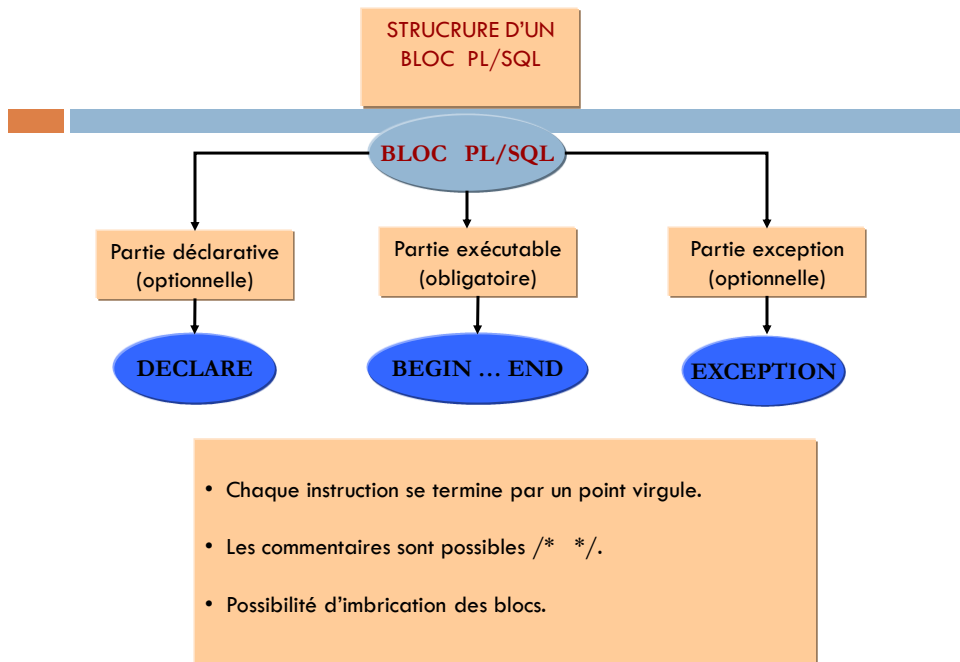 STRUCRURE D'UN
BLOC PL/SQL
BLOC PL/SQL
Partie déclarative
(optionnelle)
Partie exécutable
(obligatoire)
Partie exception
(optionnelle)
DECLARE
BEGIN … END
EXCEPTION
• Chaque instruction se termine par un point virgule.
• Les commentaires sont possibles /* */.
• Possibilité d'imbrication des blocs.